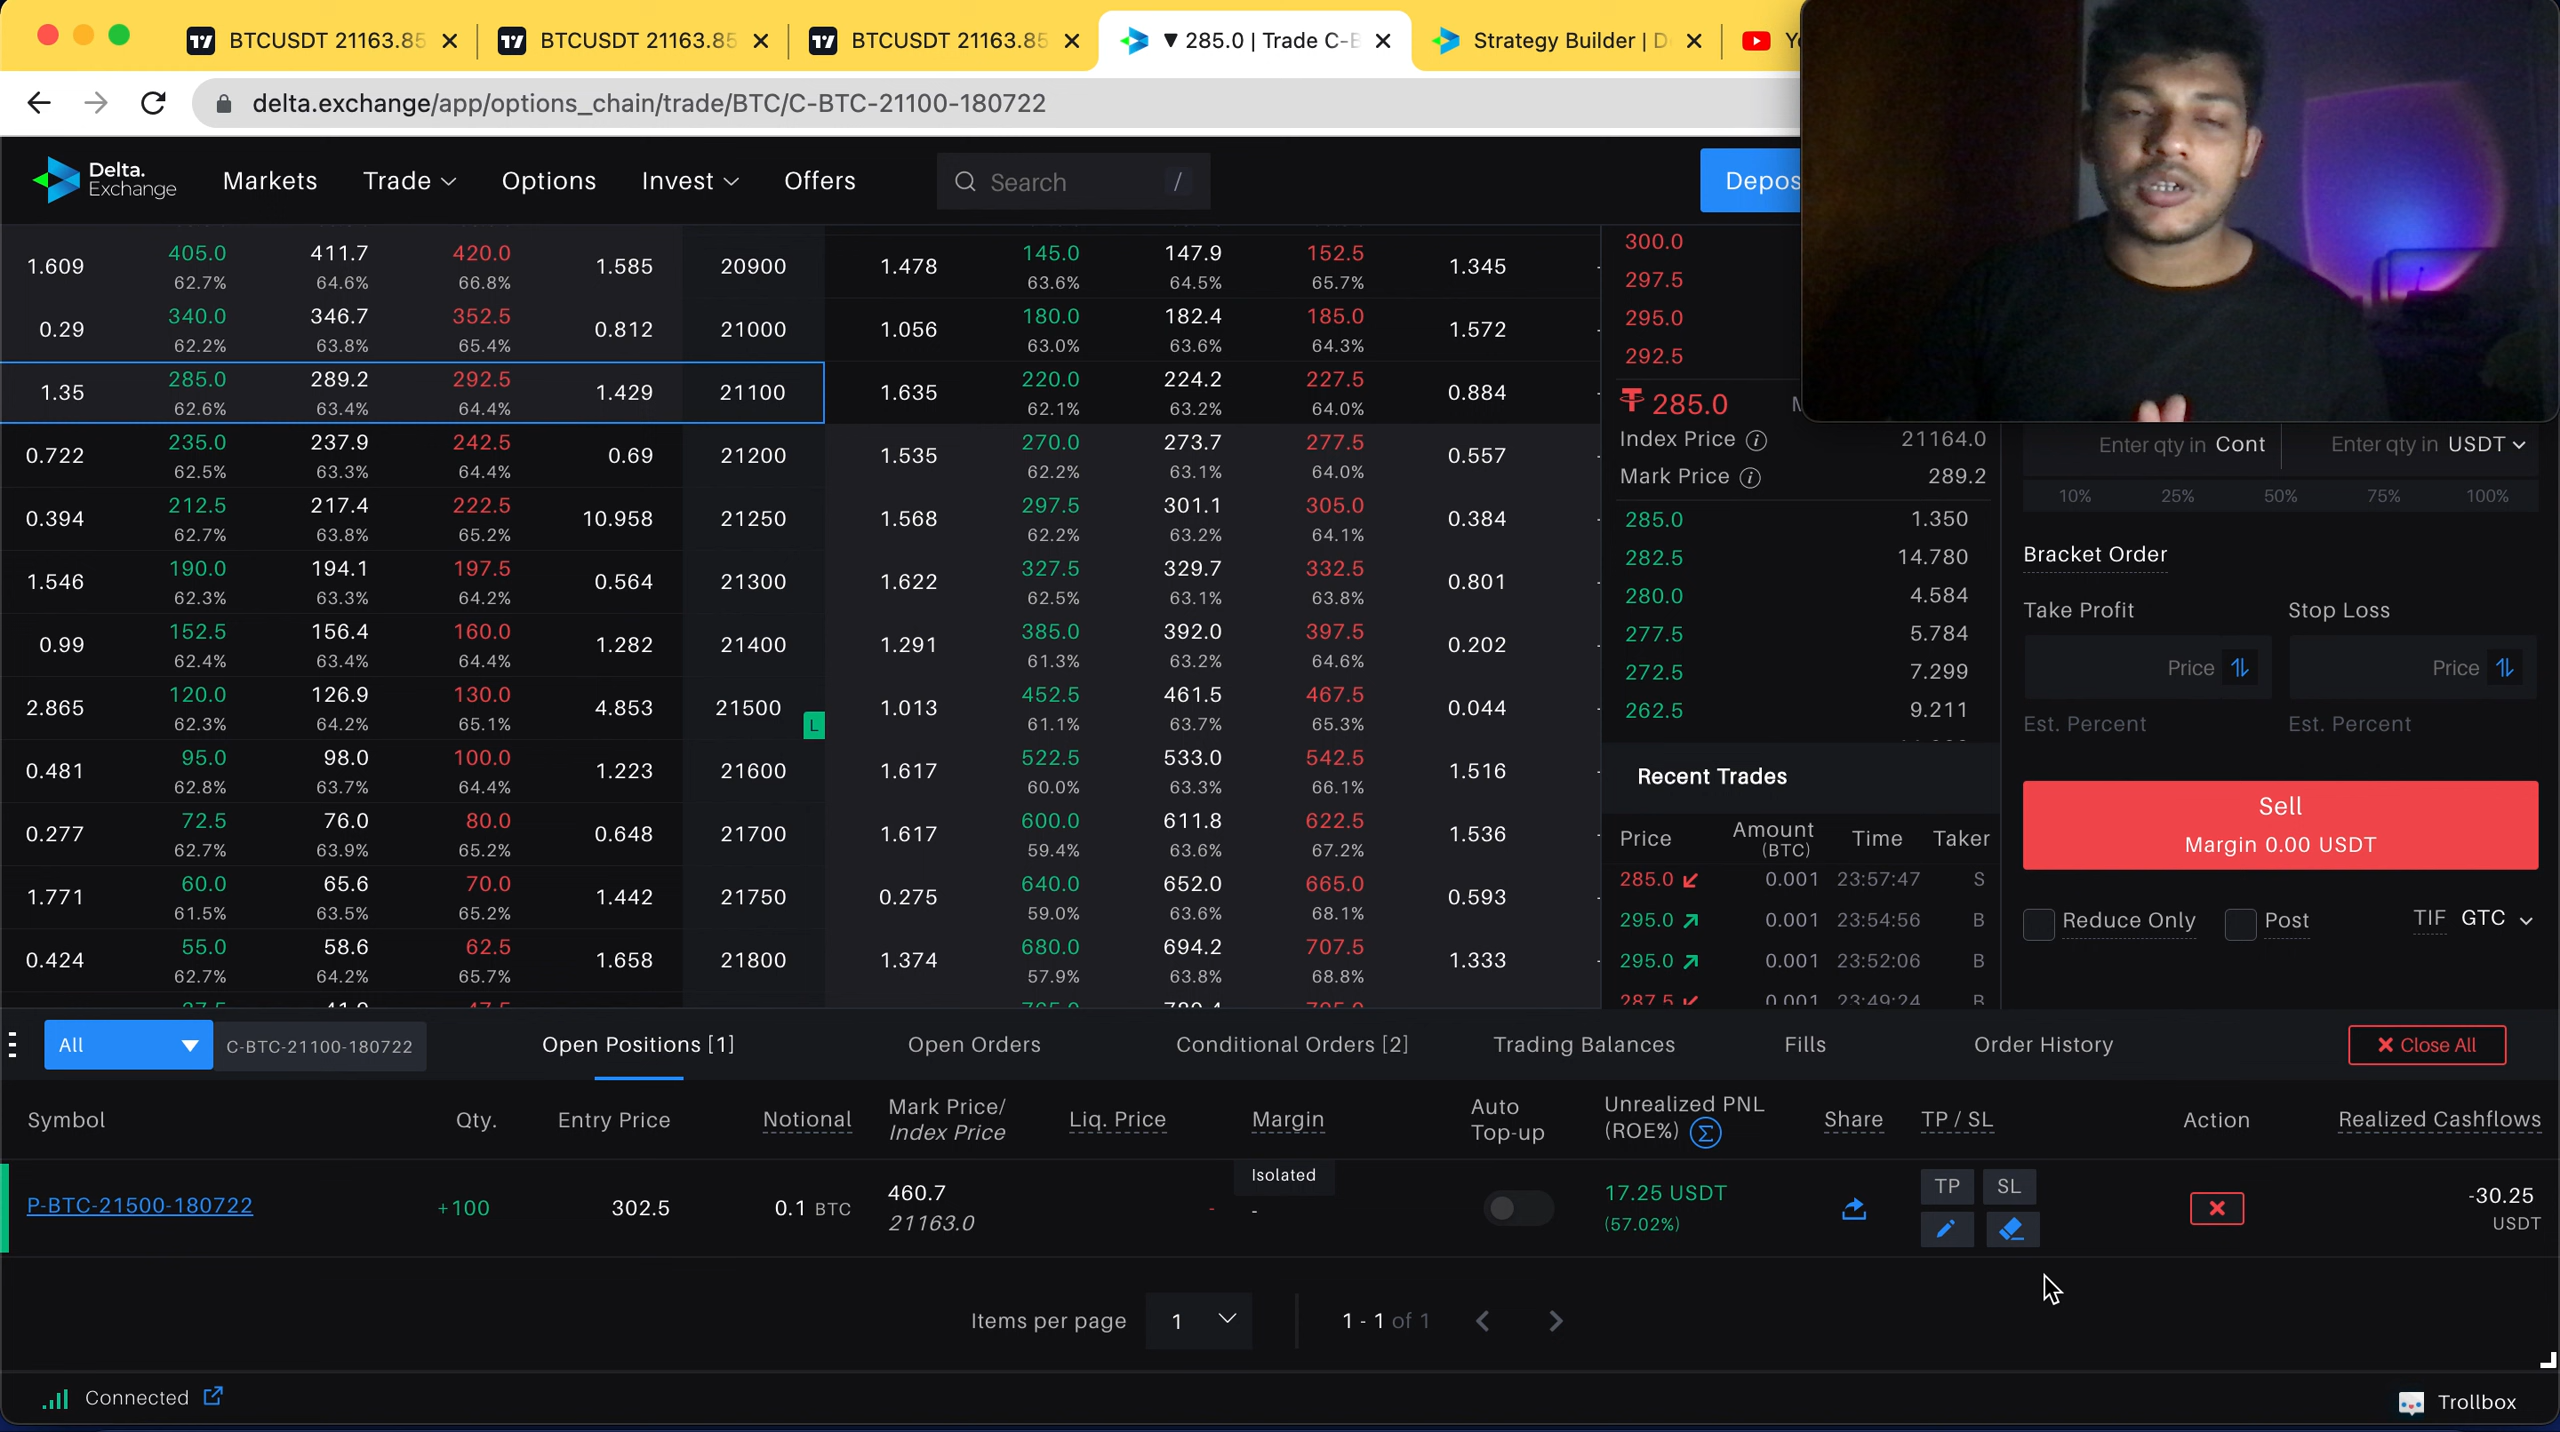 BTCUSDT 21163.85
BTCUSDT 21163.85
BTCUSDT 21163.85
▼ 285.0 | Trade C-B
Strategy Builder | D
delta.exchange/app/options_chain/trade/BTC/C-BTC-21100-180722
Delta.
Exchange
Markets Trade Options Invest Offers Search / Depos
1.609 405.0 411.7 420.0 1.585 20900 1.478 145.0 147.9 152.5 1.345
62.7% 64.6% 66.8% 63.6% 64.5% 65.7%
0.29 340.0 346.7 352.5 0.812 21000 1.056 180.0 182.4 185.0 1.572
62.2% 63.8% 65.4% 63.0% 63.6% 64.3%
1.35 285.0 289.2 292.5 1.429 21100 1.635 220.0 224.2 227.5 0.884
62.6% 63.4% 64.4% 62.1% 63.2% 64.0%
0.722 235.0 237.9 242.5 0.69 21200 1.535 270.0 273.7 277.5 0.557
62.5% 63.3% 64.4% 62.2% 63.1% 64.0%
0.394 212.5 217.4 222.5 10.958 21250 1.568 297.5 301.1 305.0 0.384
62.7% 63.8% 65.2% 62.2% 63.2% 64.1%
1.546 190.0 194.1 197.5 0.564 21300 1.622 327.5 329.7 332.5 0.801
62.3% 63.3% 64.2% 62.5% 63.1% 63.8%
0.99 152.5 156.4 160.0 1.282 21400 1.291 385.0 392.0 397.5 0.202
62.4% 63.4% 64.4% 61.3% 63.2% 64.6%
2.865 120.0 126.9 130.0 4.853 21500 L 1.013 452.5 461.5 467.5 0.044
62.3% 64.2% 65.1% 61.1% 63.7% 65.3%
0.481 95.0 98.0 100.0 1.223 21600 1.617 522.5 533.0 542.5 1.516
62.8% 63.7% 64.4% 60.0% 63.3% 66.1%
0.277 72.5 76.0 80.0 0.648 21700 1.617 600.0 611.8 622.5 1.536
62.7% 63.9% 65.2% 59.4% 63.6% 67.2%
1.771 60.0 65.6 70.0 1.442 21750 0.275 640.0 652.0 665.0 0.593
61.5% 63.5% 65.2% 59.0% 63.6% 68.1%
0.424 55.0 58.6 62.5 1.658 21800 1.374 680.0 694.2 707.5 1.333
62.7% 64.2% 65.7% 57.9% 63.8% 68.8%
300.0
297.5
295.0
292.5
285.0
Index Price 21164.0
Mark Price 289.2
285.0 1.350
282.5 14.780
280.0 4.584
277.5 5.784
272.5 7.299
262.5 9.211
Recent Trades
Price Amount (BTC) Time Taker
285.0 0.001 23:57:47 S
295.0 0.001 23:54:56 B
295.0 0.001 23:52:06 B
287.5 0.001 23:49:24 B
Enter qty in Cont Enter qty in USDT
10% 25% 50% 75% 100%
Bracket Order
Take Profit Stop Loss
Price Price
Est. Percent Est. Percent
Sell
Margin 0.00 USDT
Reduce Only Post TIF GTC
All C-BTC-21100-180722 Open Positions [1] Open Orders Conditional Orders [2] Trading Balances Fills Order History Close All
Symbol Qty. Entry Price Notional Mark Price/ Index Price Liq. Price Margin Auto Top-up Unrealized PNL (ROE%) Share TP / SL Action Realized Cashflows
P-BTC-21500-180722 +100 302.5 0.1 BTC 460.7 21163.0 - Isolated - 17.25 USDT (57.02%) TP SL -30.25 USDT
Items per page 1 1 - 1 of 1
Connected Trollbox